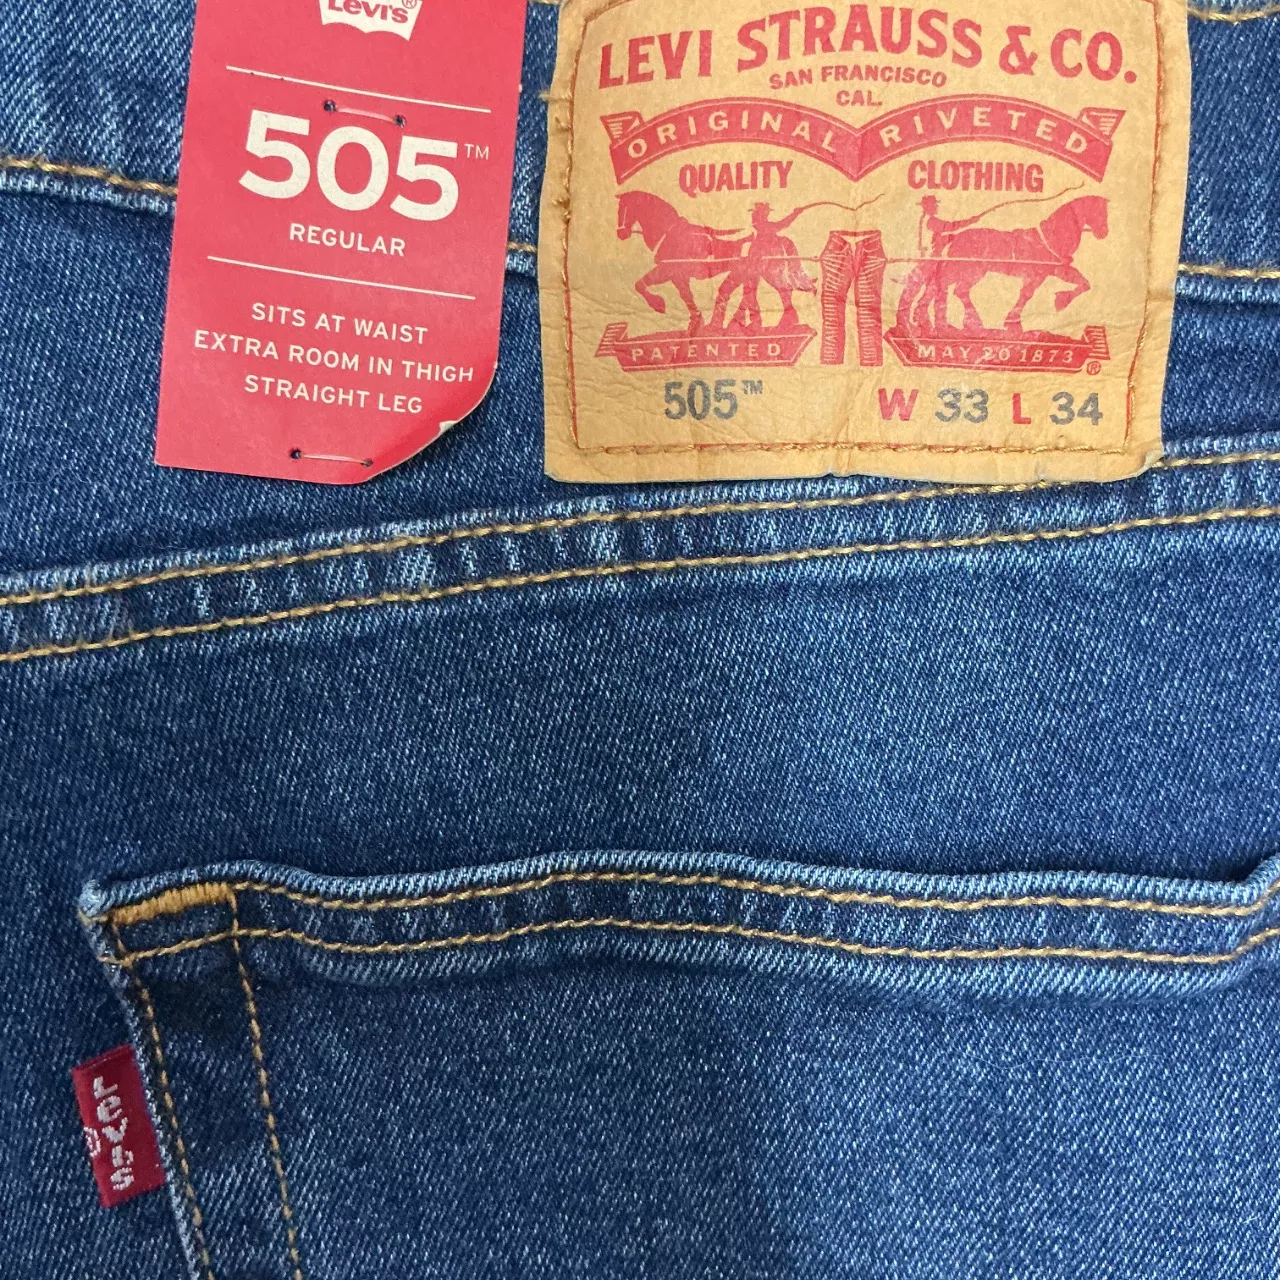 Levi's®
505™
REGULAR
SITS AT WAIST
EXTRA ROOM IN THIGH
STRAIGHT LEG
LEVI STRAUSS & CO.
SAN FRANCISCO
CAL.
ORIGINAL RIVETED
QUALITY CLOTHING
PATENTED MAY 20 1873 ®
505™ W 33 L 34
Levi's®